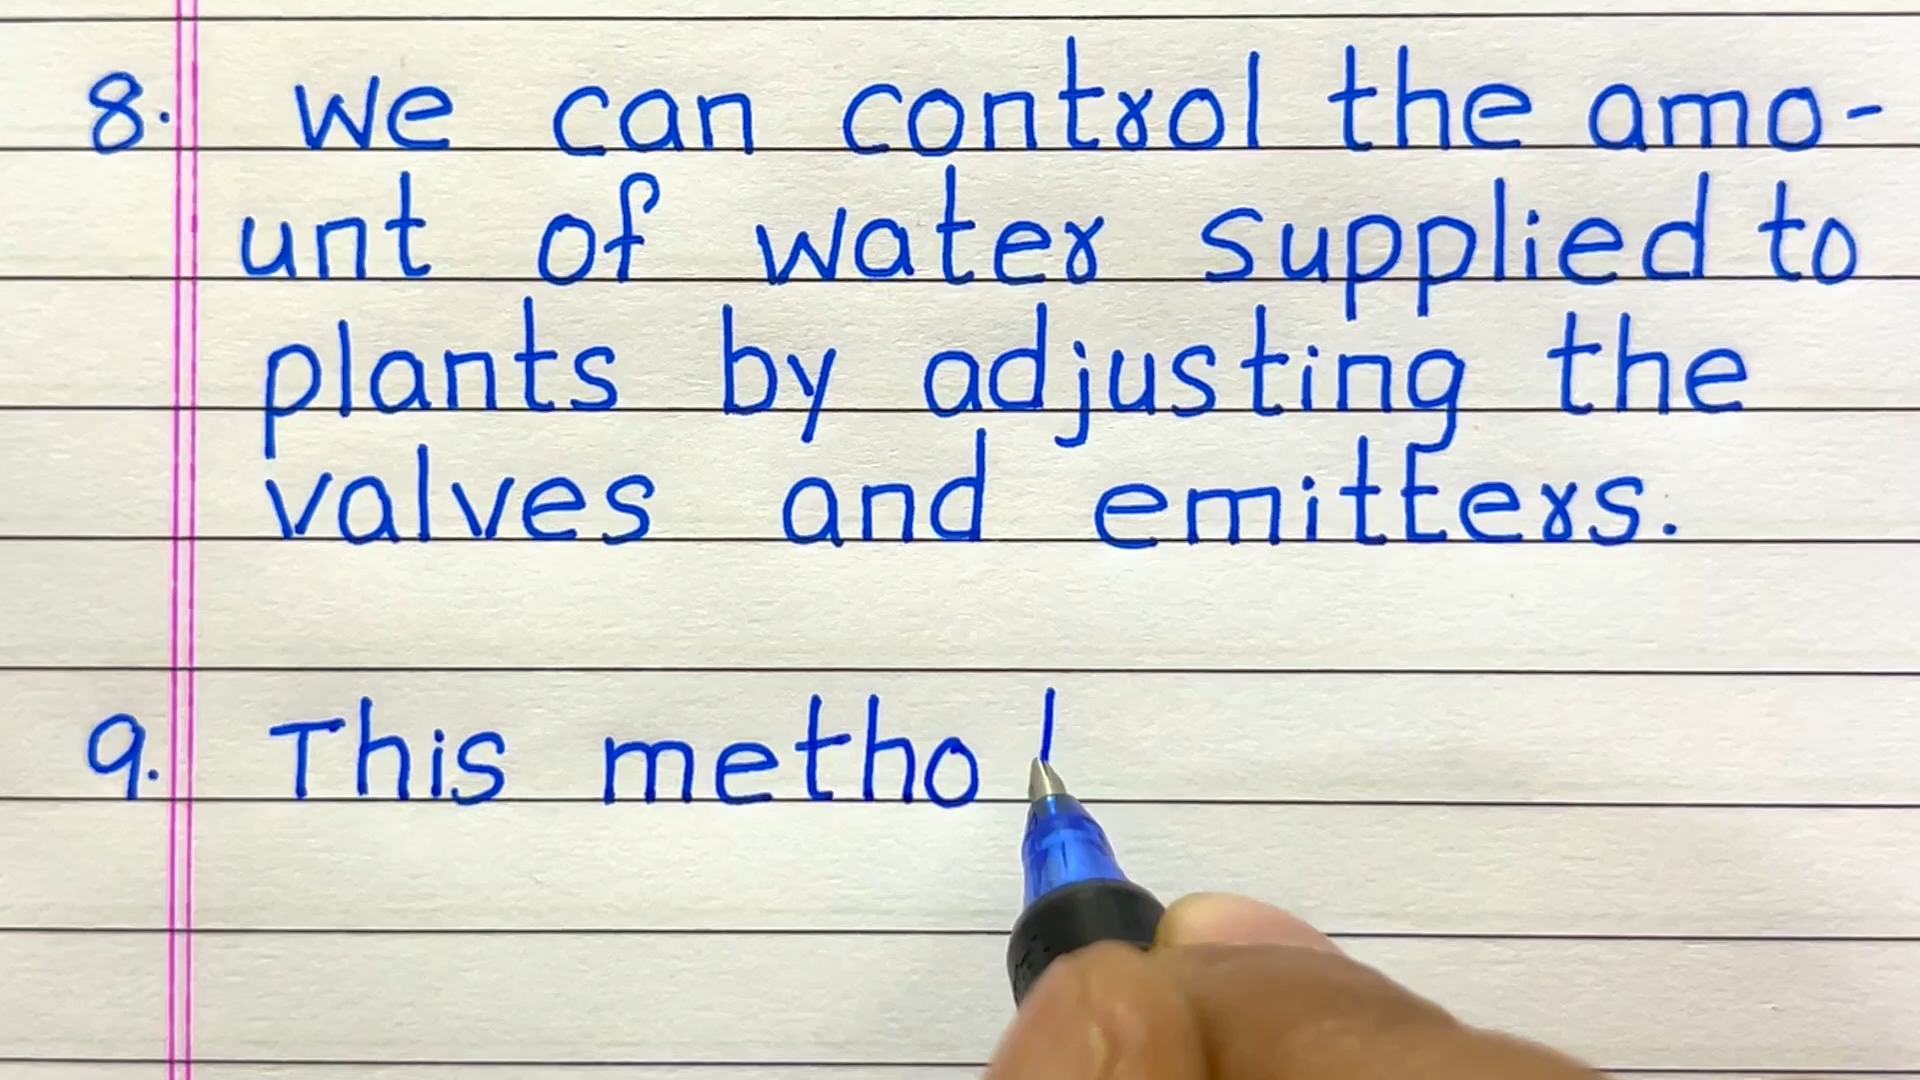 8. We can control the amo-
unt of water supplied to
plants by adjusting the
valves and emitters.
9. This metho